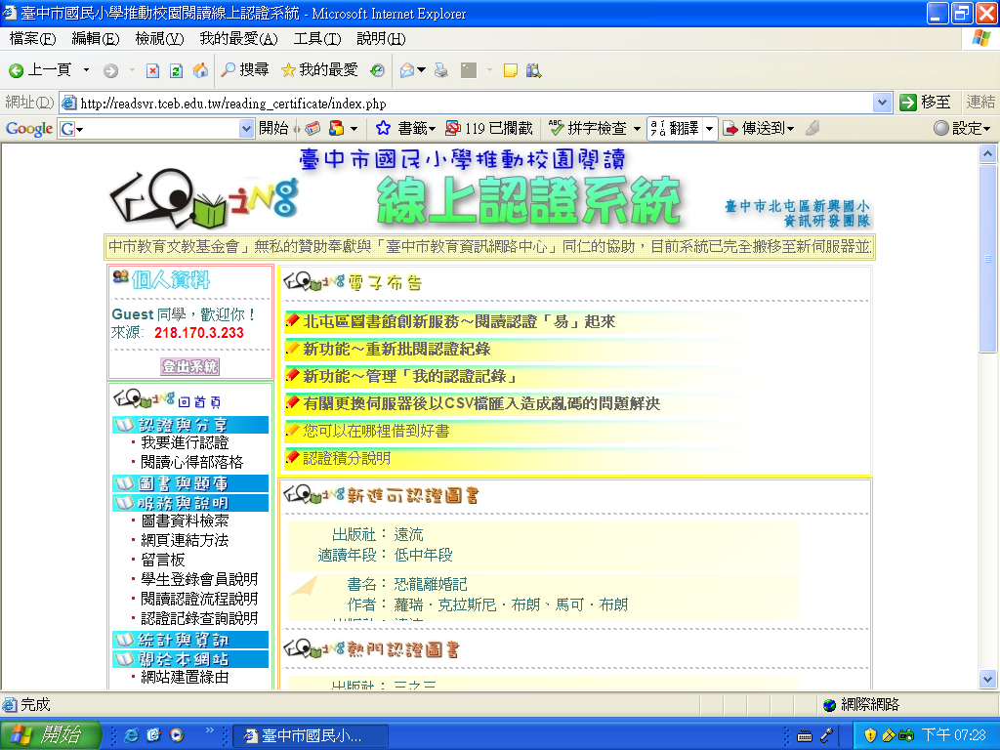 臺中市國民小學推動校園閱讀線上認證系統 - Microsoft Internet Explorer
檔案(F) 編輯(E) 檢視(V) 我的最愛(A) 工具(T) 說明(H)
上一頁 搜尋 我的最愛
網址(D) http://readsvr.tceb.edu.tw/reading_certificate/index.php 移至 連結
Google G 開始 書籤 119 已攔截 ABC 拼字檢查 翻譯 傳送到 設定
臺中市國民小學推動校園閱讀
線上認證系統
臺中市北屯區新興國小
資訊研發團隊
中市教育文教基金會」無私的贊助奉獻與「臺中市教育資訊網路中心」同仁的協助，目前系統已完全搬移至新伺服器並
個人資料
Guest 同學，歡迎你！
來源: 218.170.3.233
登出系統
回首頁
認證與分享
我要進行認證
閱讀心得部落格
圖書與題庫
服務與說明
圖書資料檢索
網頁連結方法
留言板
學生登錄會員說明
閱讀認證流程說明
認證記錄查詢說明
統計與資訊
關於本網站
網站建置緣由
電子布告
北屯區圖書館創新服務～閱讀認證「易」起來
新功能～重新批閱認證紀錄
新功能～管理「我的認證記錄」
有關更換伺服器後以CSV檔匯入造成亂碼的問題解決
您可以在哪裡借到好書
認證積分說明
新進可認證圖書
出版社： 遠流
適讀年段： 低中年段
書名： 恐龍離婚記
作者： 蘿瑞．克拉斯尼．布朗、馬可．布朗
出版社： 遠流
熱門認證圖書
出版社： 三之三
完成 網際網路
開始 臺中市國民小... 下午 07:28